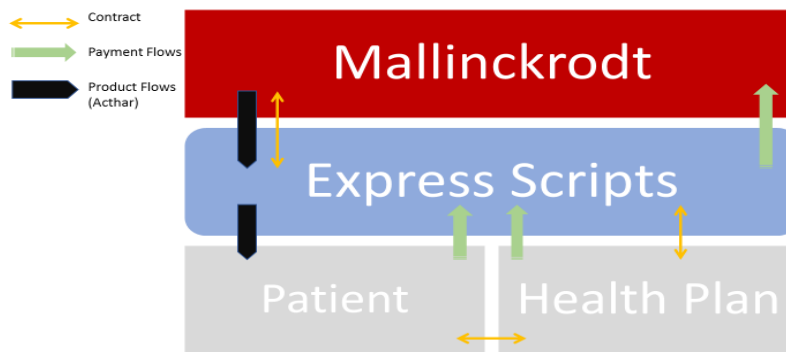 Contract
Payment Flows
Product Flows
(Acthar)
Mallinckrodt
Express Scripts
Patient
Health Plan